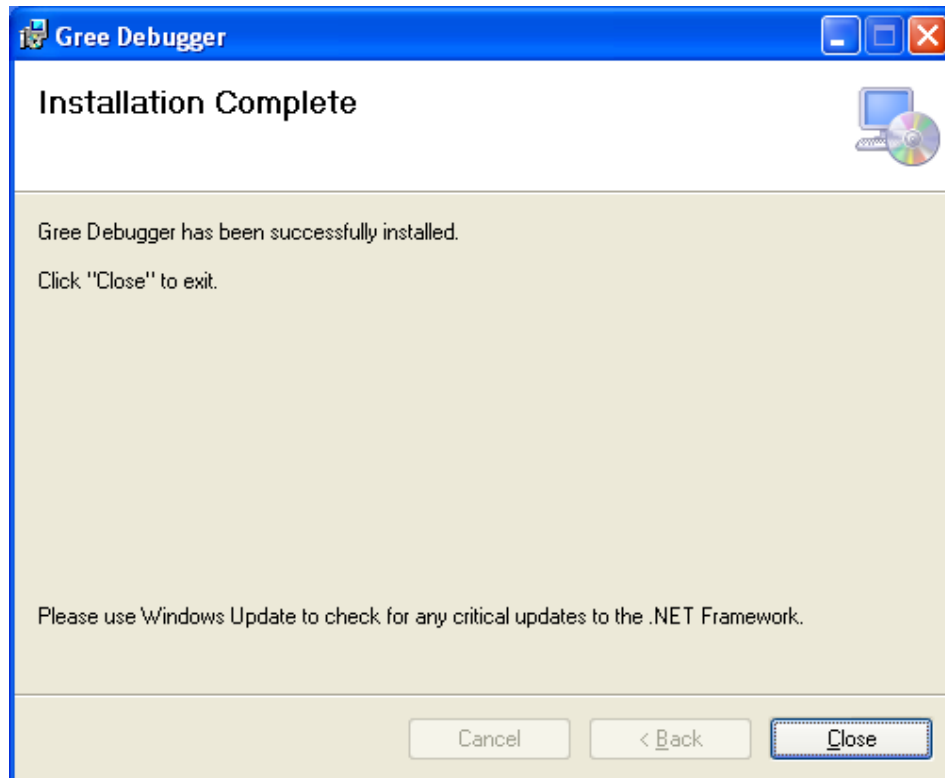 Gree Debugger
Installation Complete
Gree Debugger has been successfully installed.
Click "Close" to exit.
Please use Windows Update to check for any critical updates to the .NET Framework.
Cancel
< Back
Close